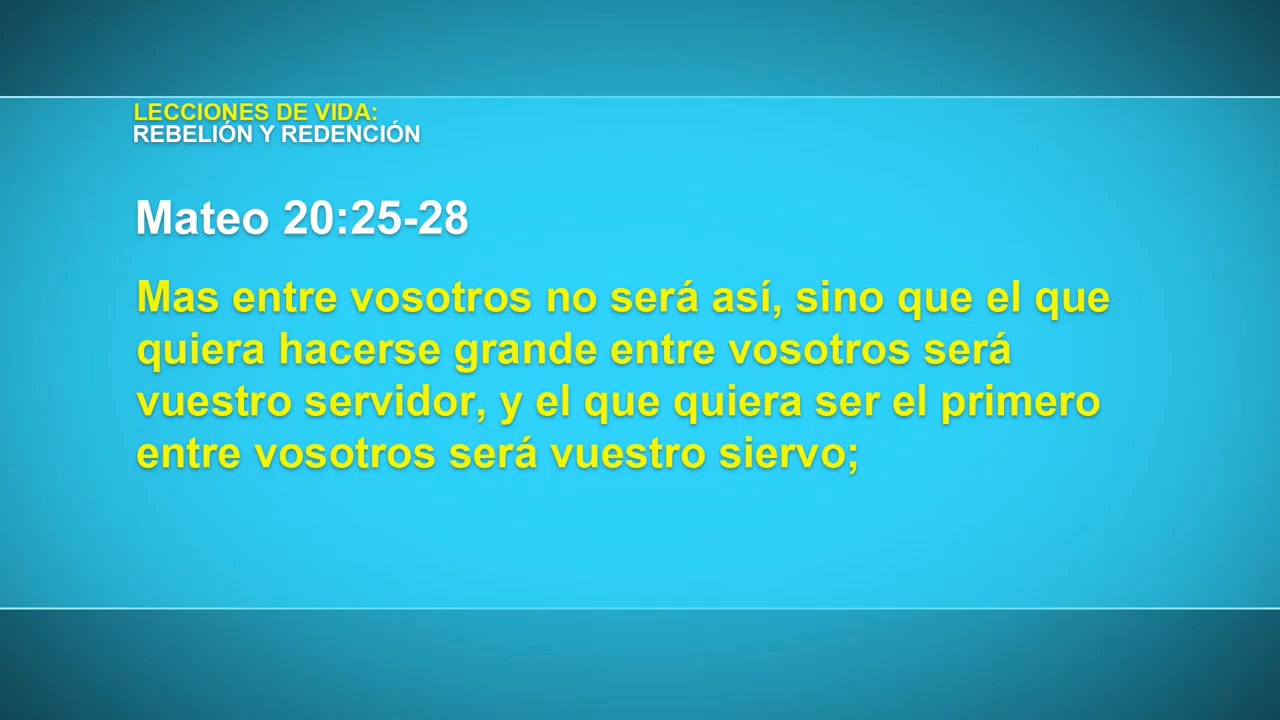 LECCIONES DE VIDA:
REBELIÓN Y REDENCIÓN
Mateo 20:25-28
Mas entre vosotros no será así, sino que el que
quiera hacerse grande entre vosotros será
vuestro servidor, y el que quiera ser el primero
entre vosotros será vuestro siervo;